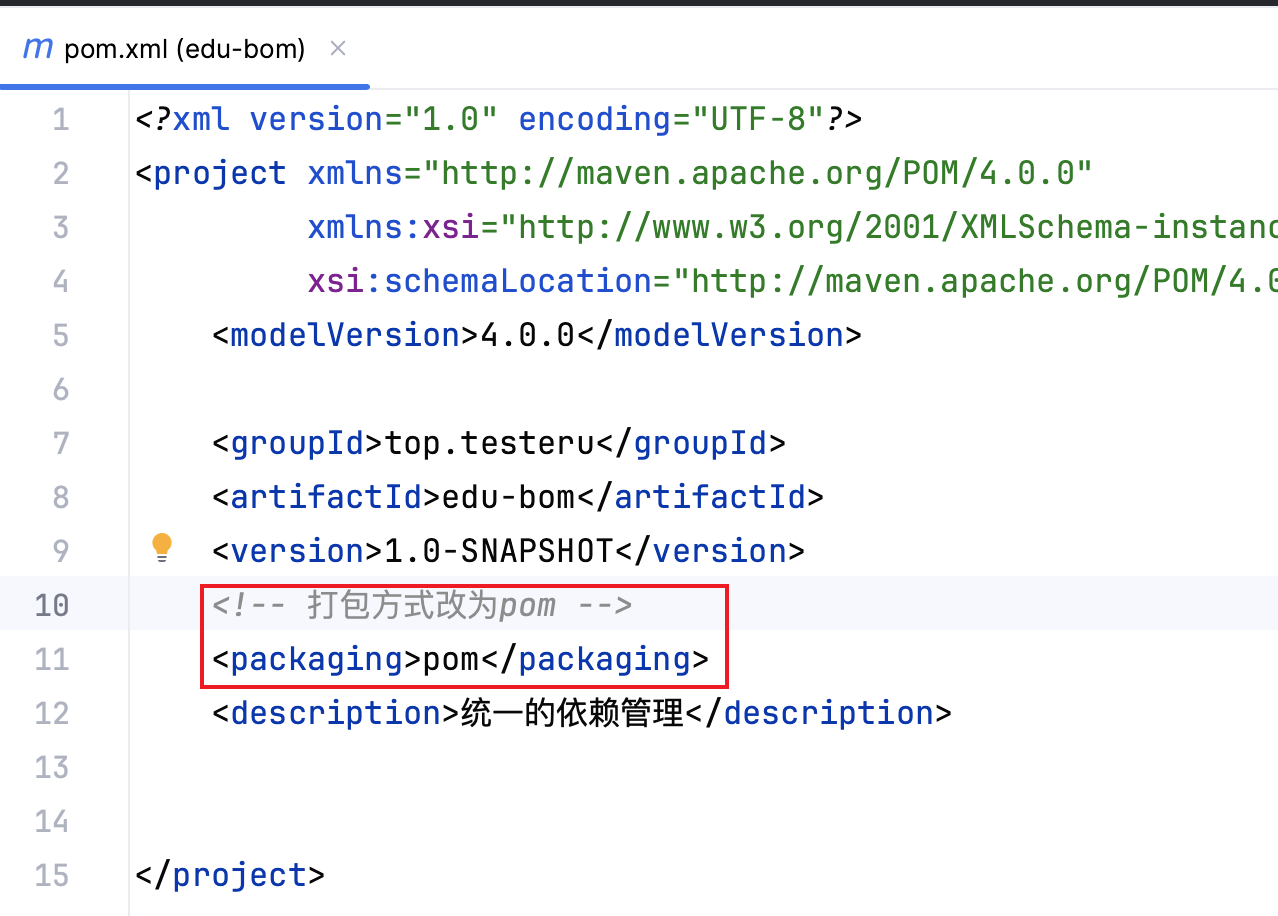 m pom.xml (edu-bom) ×
1 <?xml version="1.0" encoding="UTF-8"?>
2 <project xmlns="http://maven.apache.org/POM/4.0.0"
3 xmlns:xsi="http://www.w3.org/2001/XMLSchema-instanc
4 xsi:schemaLocation="http://maven.apache.org/POM/4.0
5 <modelVersion>4.0.0</modelVersion>
6
7 <groupId>top.testeru</groupId>
8 <artifactId>edu-bom</artifactId>
9 <version>1.0-SNAPSHOT</version>
10 <!-- 打包方式改为pom -->
11 <packaging>pom</packaging>
12 <description>统一的依赖管理</description>
13
14
15 </project>